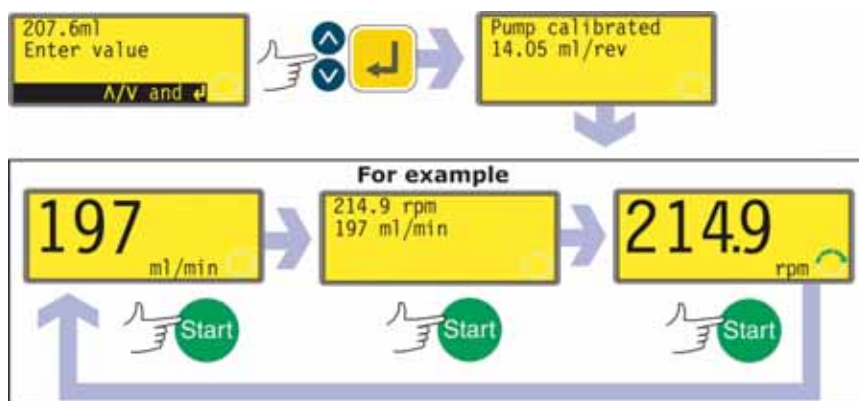 207.6ml
Enter value
Λ/V and ↲
Pump calibrated
14.05 ml/rev
For example
197
ml/min
214.9 rpm
197 ml/min
214.9
rpm
Start
Start
Start